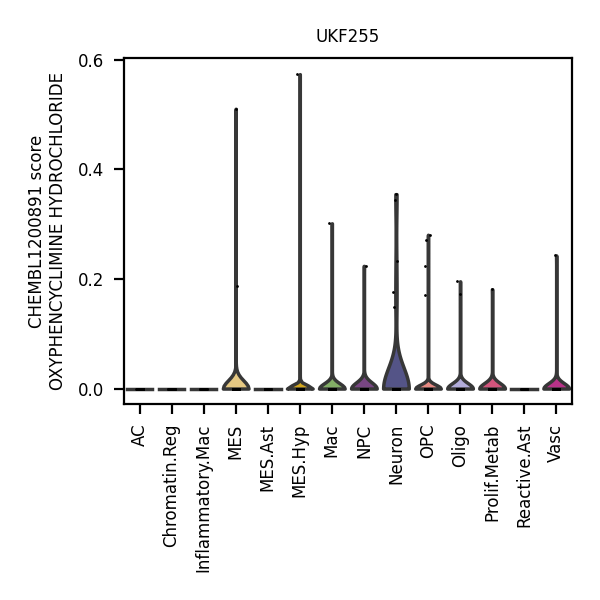 UKF255
CHEMBL1200891 score
OXYPHENCYCLIMINE HYDROCHLORIDE
0.6
0.4
0.2
0.0
AC
Chromatin.Reg
Inflammatory.Mac
MES
MES.Ast
MES.Hyp
Mac
NPC
Neuron
OPC
Oligo
Prolif.Metab
Reactive.Ast
Vasc